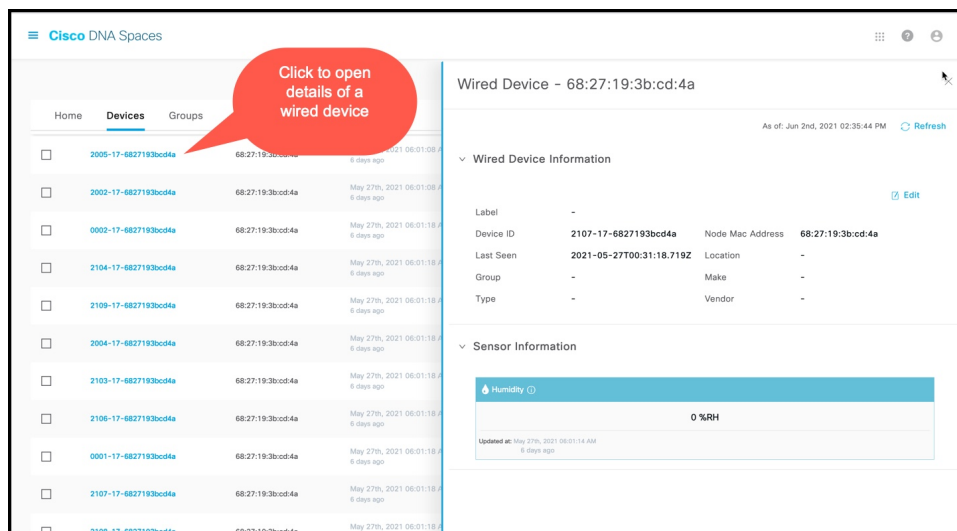 Cisco DNA Spaces
Click to open
details of a
wired device
Home Devices Groups
2005-17-6827193bcd4a 2021 06:01:08
6 days ago
2002-17-6827193bcd4a 68:27:19:3b:cd:4a May 27th, 2021 06:01:08 A
6 days ago
0002-17-6827193bcd4a 68:27:19:3b:cd:4a May 27th, 2021 06:01:18 A
6 days ago
2104-17-6827193bcd4a 68:27:19:3b:cd:4a May 27th, 2021 06:01:18 A
6 days ago
2109-17-6827193bcd4a 68:27:19:3b:cd:4a May 27th, 2021 06:01:18 A
6 days ago
2004-17-6827193bcd4a 68:27:19:3b:cd:4a May 27th, 2021 06:01:18 A
6 days ago
2103-17-6827193bcd4a 68:27:19:3b:cd:4a May 27th, 2021 06:01:18 A
6 days ago
2106-17-6827193bcd4a 68:27:19:3b:cd:4a May 27th, 2021 06:01:18 A
6 days ago
0001-17-6827193bcd4a 68:27:19:3b:cd:4a May 27th, 2021 06:01:18 A
6 days ago
2107-17-6827193bcd4a 68:27:19:3b:cd:4a May 27th, 2021 06:01:18 A
6 days ago
May 27th, 2021 06:01:18 A
Wired Device - 68:27:19:3b:cd:4a
As of: Jun 2nd, 2021 02:35:44 PM Refresh
Wired Device Information
Edit
Label -
Device ID 2107-17-6827193bcd4a Node Mac Address 68:27:19:3b:cd:4a
Last Seen 2021-05-27T00:31:18.719Z Location -
Group - Make -
Type - Vendor -
Sensor Information
Humidity
0 %RH
Updated at: May 27th, 2021 06:01:14 AM
6 days ago